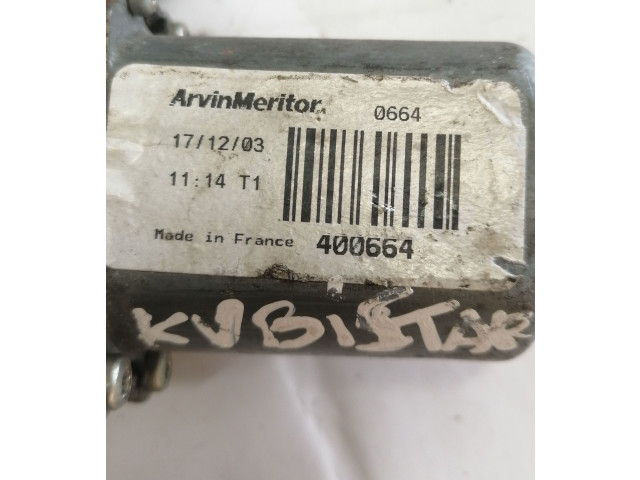 ArvinMeritor 0664
17/12/03
11:14 T1
Made in France 400664
KUBISTAR